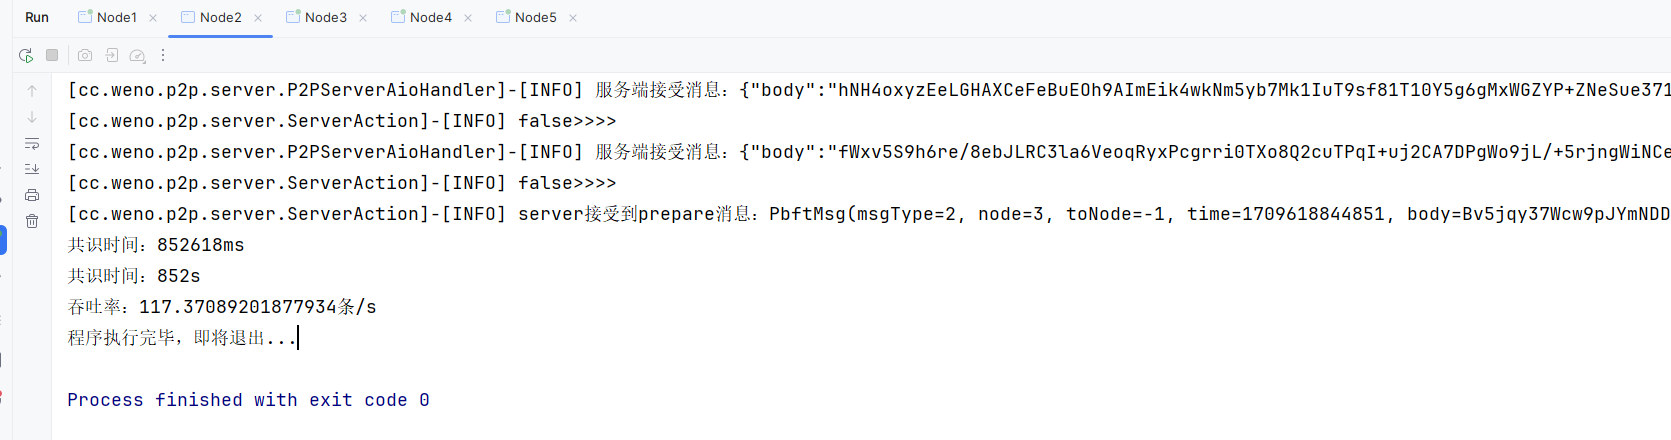 Run Node1 Node2 Node3 Node4 Node5
[cc.weno.p2p.server.P2PServerAioHandler]-[INFO] 服务端接受消息：{"body":"hNH4oxyzEeLGHAXCeFeBuEOh9AImEik4wkNm5yb7Mk1IuT9sf81T10Y5g6gMxWGZYP+ZNeSue371
[cc.weno.p2p.server.ServerAction]-[INFO] false>>>>
[cc.weno.p2p.server.P2PServerAioHandler]-[INFO] 服务端接受消息：{"body":"fWxv5S9h6re/8ebJLRC3la6VeoqRyxPcgrri0TXo8Q2cuTPqI+uj2CA7DPgWo9jL/+5rjngWiNCe
[cc.weno.p2p.server.ServerAction]-[INFO] false>>>>
[cc.weno.p2p.server.ServerAction]-[INFO] server接受到prepare消息：PbftMsg(msgType=2, node=3, toNode=-1, time=1709618844851, body=Bv5jqy37Wcw9pJYmNDD
共识时间：852618ms
共识时间：852s
吞吐率：117.37089201877934条/s
程序执行完毕，即将退出...
Process finished with exit code 0